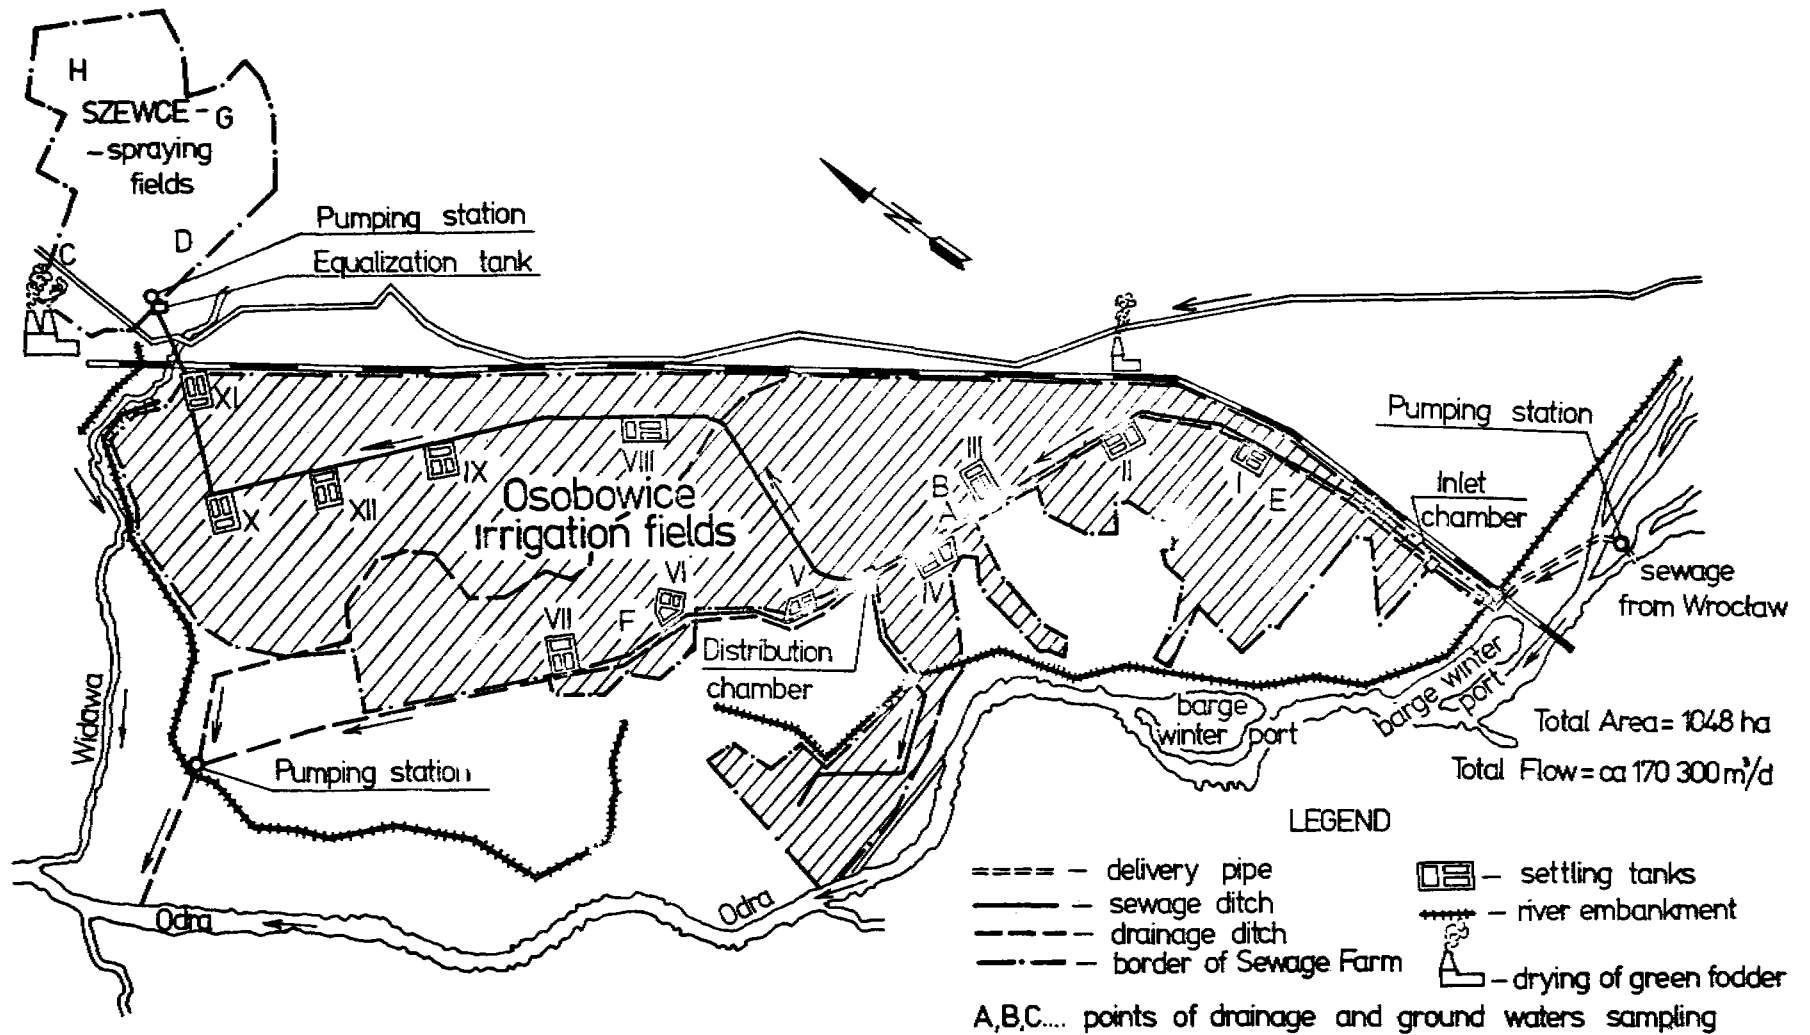 H
SZEWCE - G
- spraying
fields
D
C
Pumping station
Equalization tank
N
XI
X
XII
IX
VIII
Osobowice
irrigation fields
III
B
A
II
I
E
IV
V
VI
VII
F
Distribution
chamber
Pumping station
Inlet
chamber
sewage
from Wrocław
barge winter
port
barge
winter port
Widawa
Pumping station
Odra
Odra
Total Area = 1048 ha
Total Flow = ca 170 300 m³/d
LEGEND
- delivery pipe
- sewage ditch
- drainage ditch
- border of Sewage Farm
- settling tanks
- river embankment
- drying of green fodder
A,B,C.... points of drainage and ground waters sampling